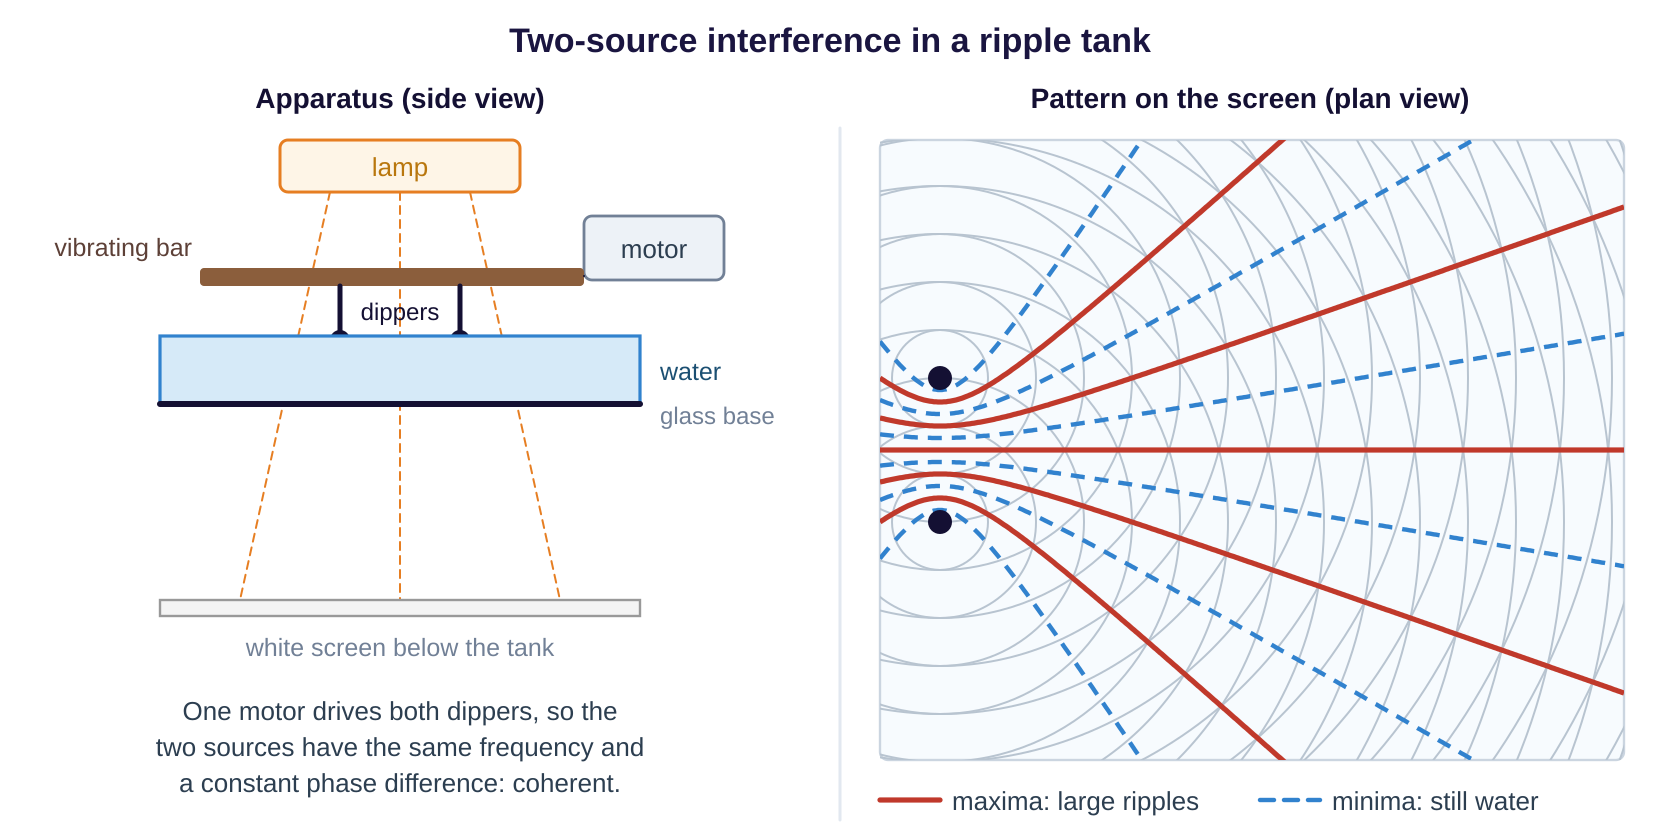 Two-source interference in a ripple tank
Apparatus (side view)
lamp
vibrating bar
motor
dippers
water
glass base
white screen below the tank
One motor drives both dippers, so the
two sources have the same frequency and
a constant phase difference: coherent.
Pattern on the screen (plan view)
maxima: large ripples
minima: still water